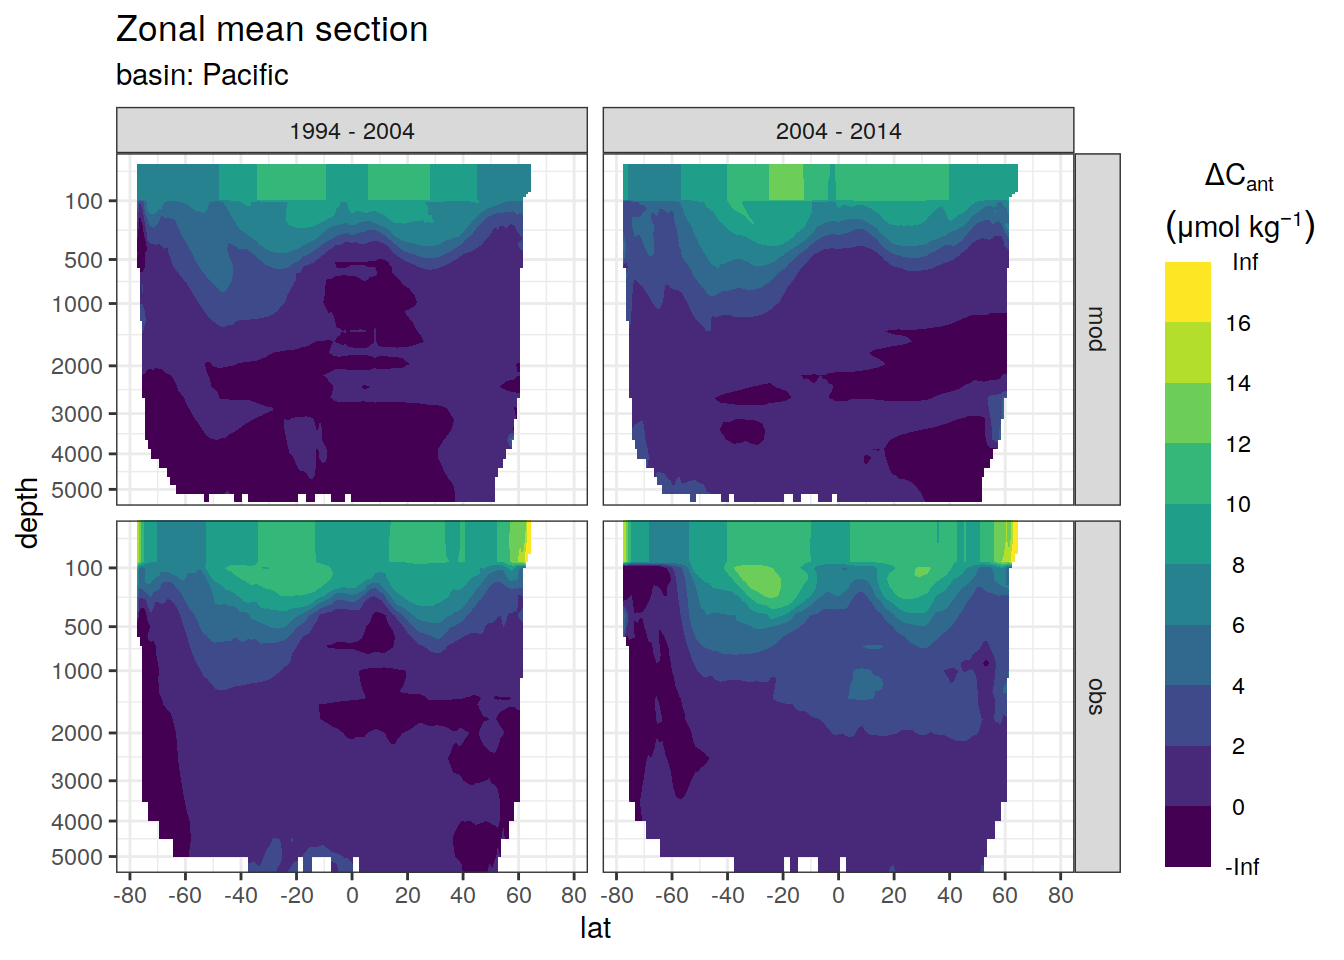 Zonal mean section
basin: Pacific
1994 - 2004
2004 - 2014
mod
obs
depth
100
500
1000
2000
3000
4000
5000
100
500
1000
2000
3000
4000
5000
-80 -60 -40 -20 0 20 40 60 80
-80 -60 -40 -20 0 20 40 60 80
lat
ΔCant
(μmol kg⁻¹)
Inf
16
14
12
10
8
6
4
2
0
-Inf